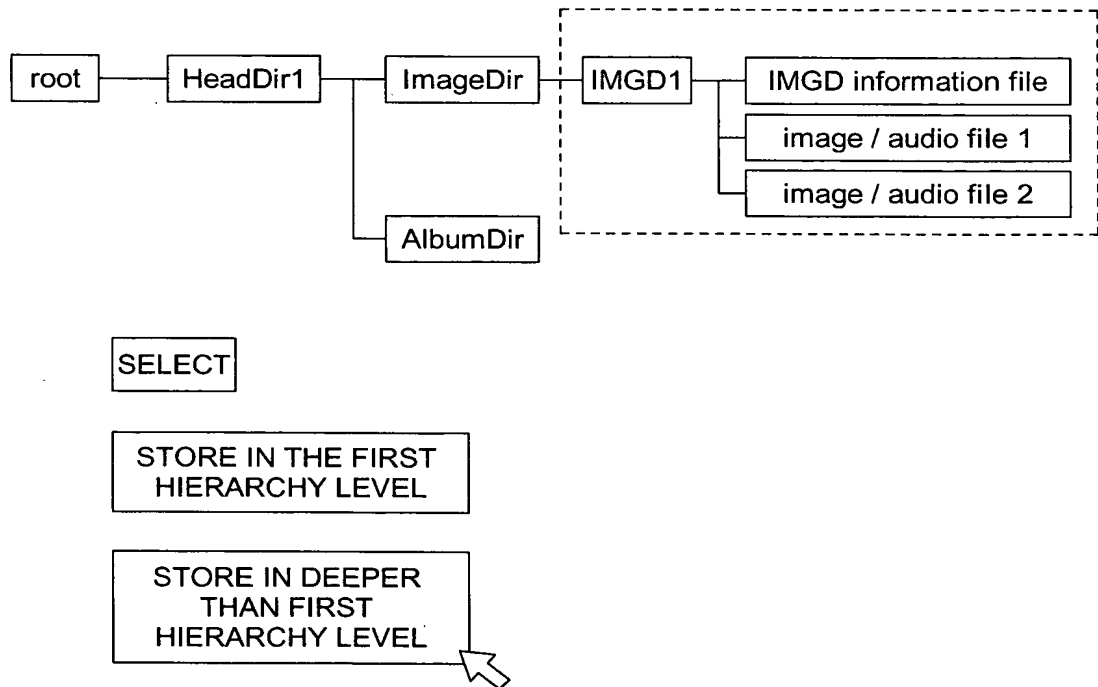 root
HeadDir1
ImageDir
IMGD1
IMGD information file
image / audio file 1
image / audio file 2
AlbumDir
SELECT
STORE IN THE FIRST
HIERARCHY LEVEL
STORE IN DEEPER
THAN FIRST
HIERARCHY LEVEL